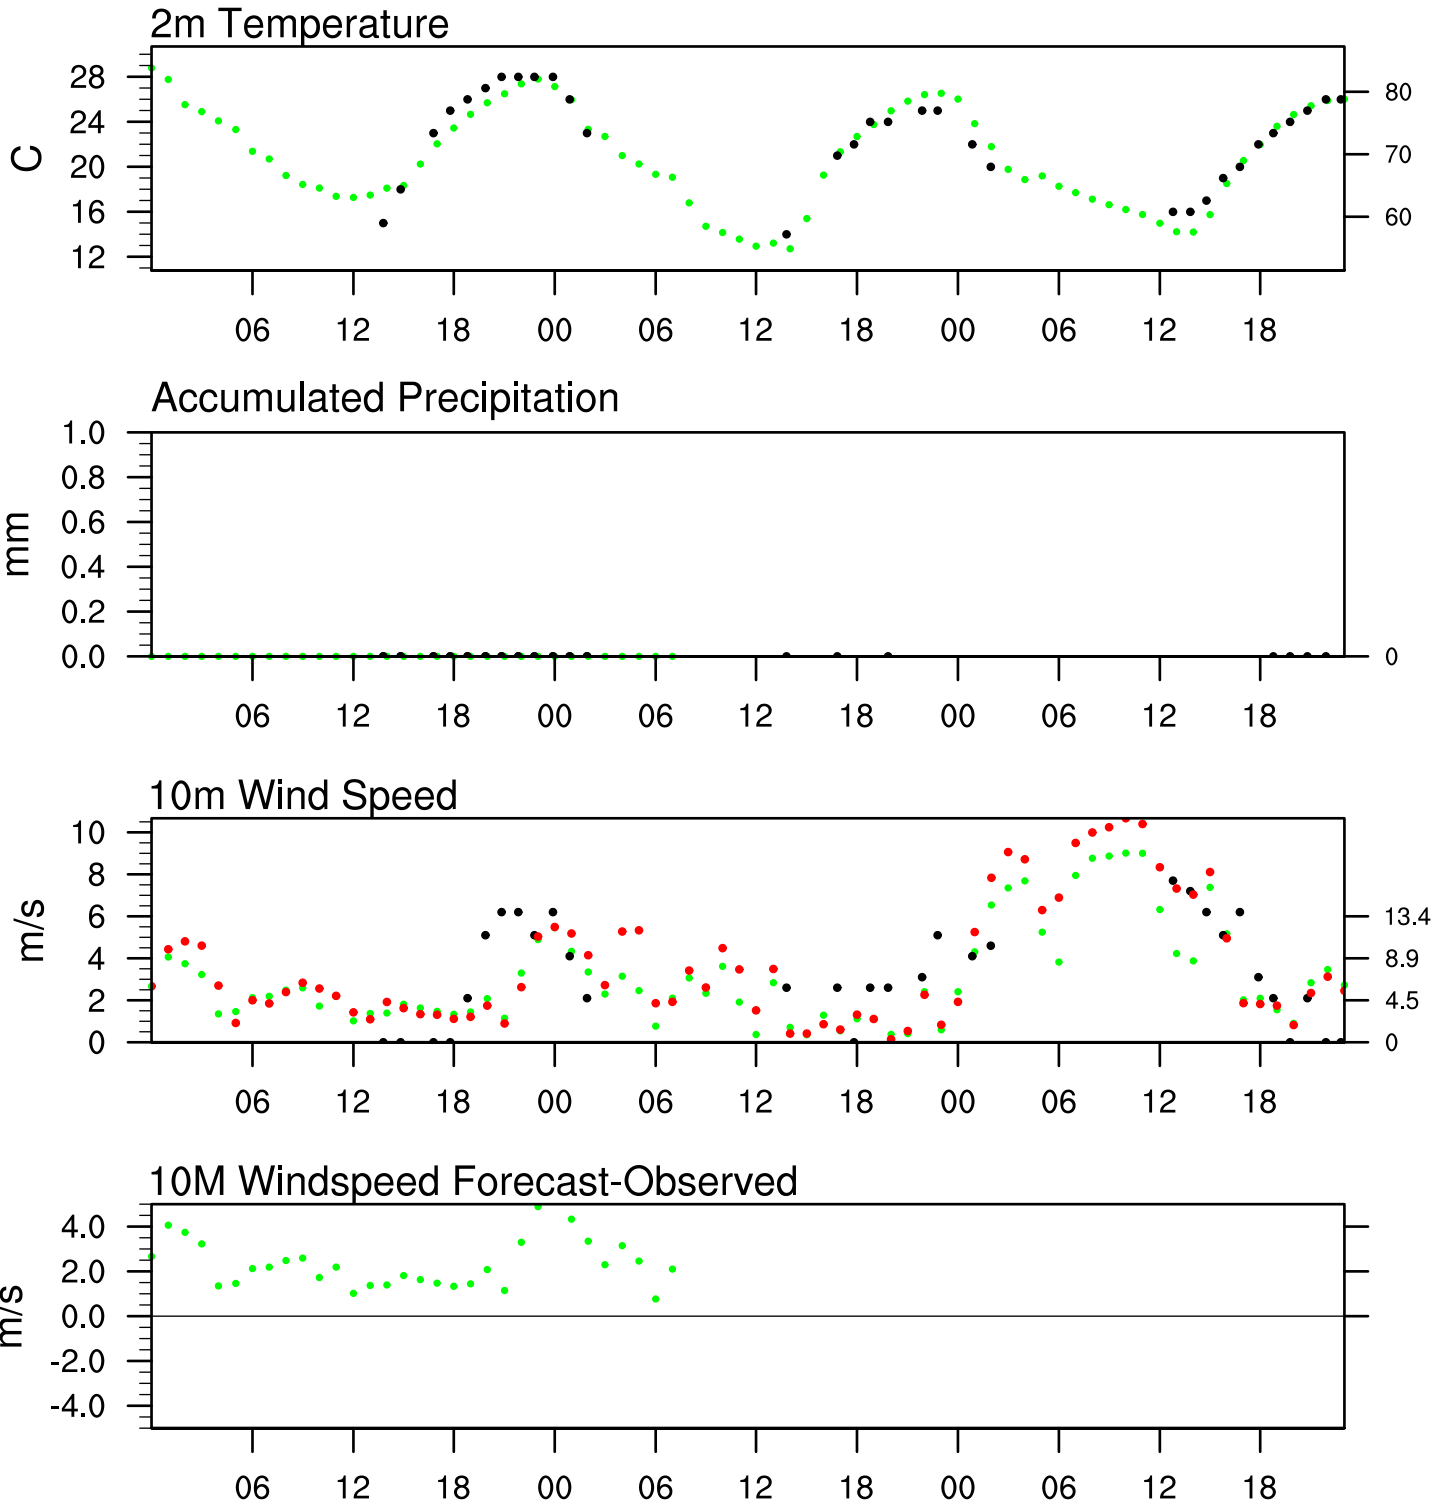 2m Temperature
C
28
24
20
16
12
80
70
60
06 12 18 00 06 12 18 00 06 12 18
Accumulated Precipitation
mm
1.0
0.8
0.6
0.4
0.2
0.0
0
06 12 18 00 06 12 18 00 06 12 18
10m Wind Speed
m/s
10
8
6
4
2
0
13.4
8.9
4.5
0
06 12 18 00 06 12 18 00 06 12 18
10M Windspeed Forecast-Observed
m/s
4.0
2.0
0.0
-2.0
-4.0
06 12 18 00 06 12 18 00 06 12 18